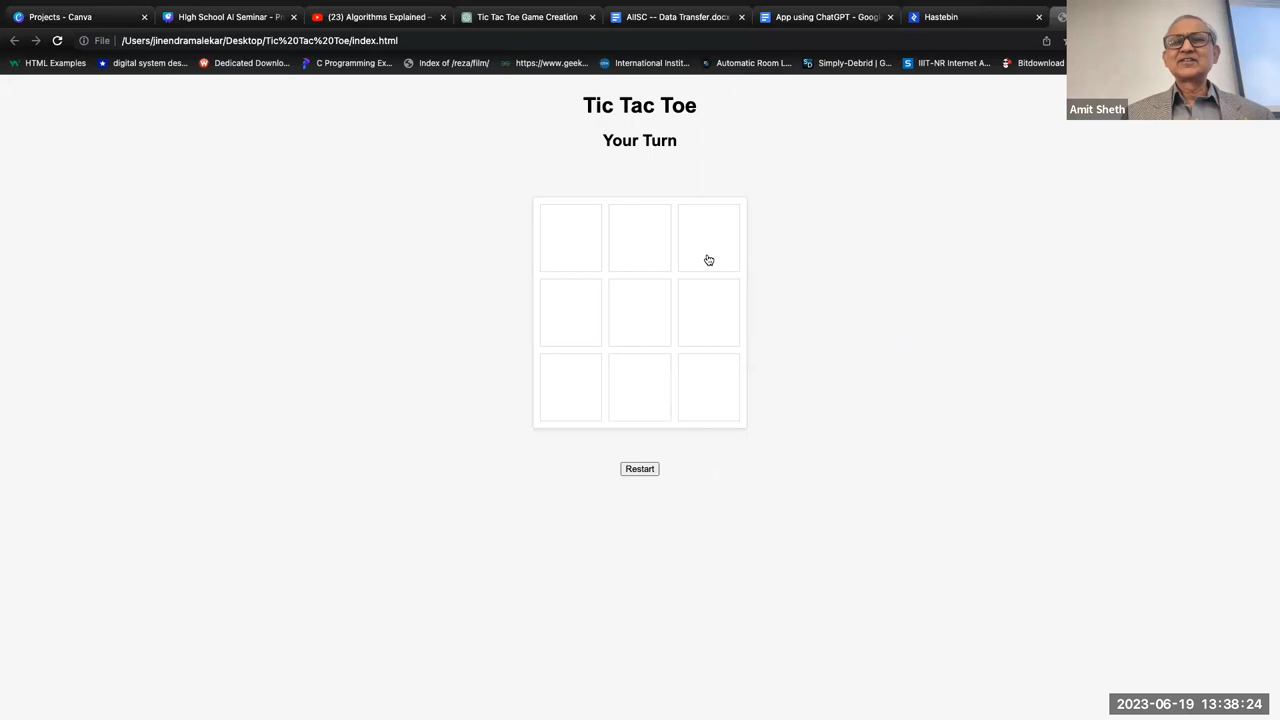 Projects - Canva
High School AI Seminar - Pr
(23) Algorithms Explained –
Tic Tac Toe Game Creation
AIISC -- Data Transfer.docx
App using ChatGPT - Googl
Hastebin
File /Users/jinendramalekar/Desktop/Tic%20Tac%20Toe/index.html
HTML Examples
digital system des...
Dedicated Downlo...
C Programming Ex...
Index of /reza/film/
https://www.geek...
International Instit...
Automatic Room L...
Simply-Debrid | G...
IIIT-NR Internet A...
Bitdownload
Amit Sheth
Tic Tac Toe
Your Turn
Restart
2023-06-19 13:38:24